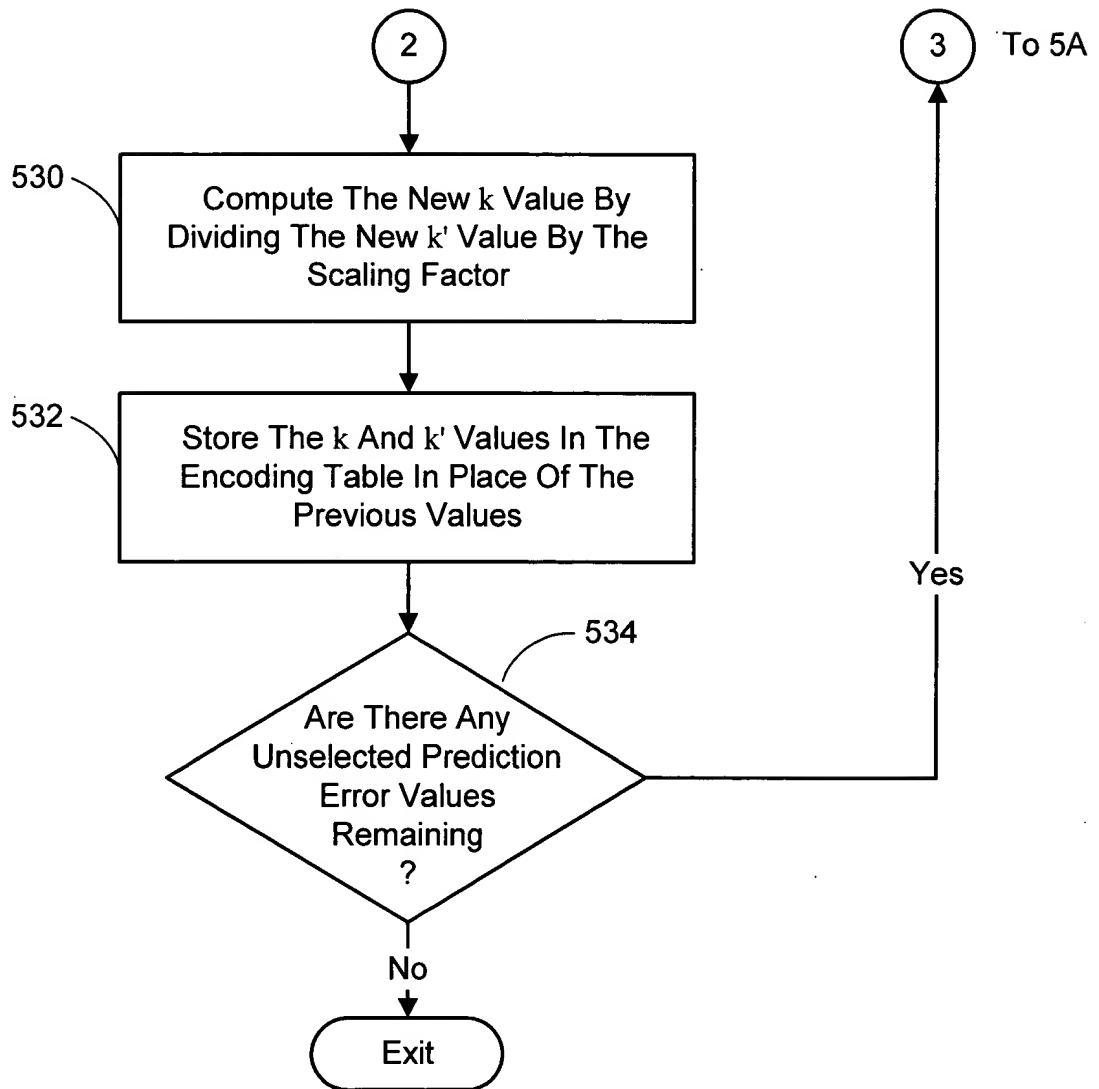 2
3 To 5A
530
Compute The New k Value By
Dividing The New k' Value By The
Scaling Factor
532
Store The k And k' Values In The
Encoding Table In Place Of The
Previous Values
534
Are There Any
Unselected Prediction
Error Values
Remaining
?
Yes
No
Exit